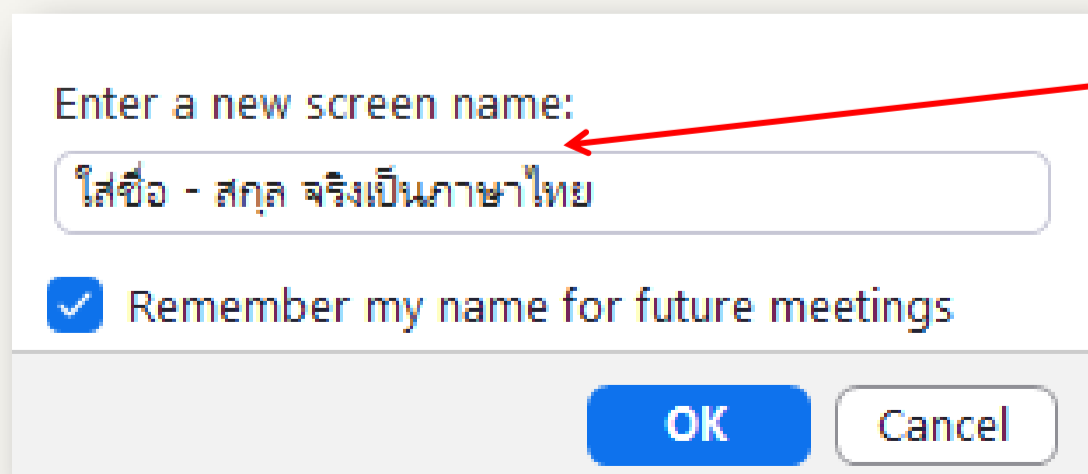 Enter a new screen name:
ใส่ชื่อ - สกุล จริงเป็นภาษาไทย
Remember my name for future meetings
OK
Cancel